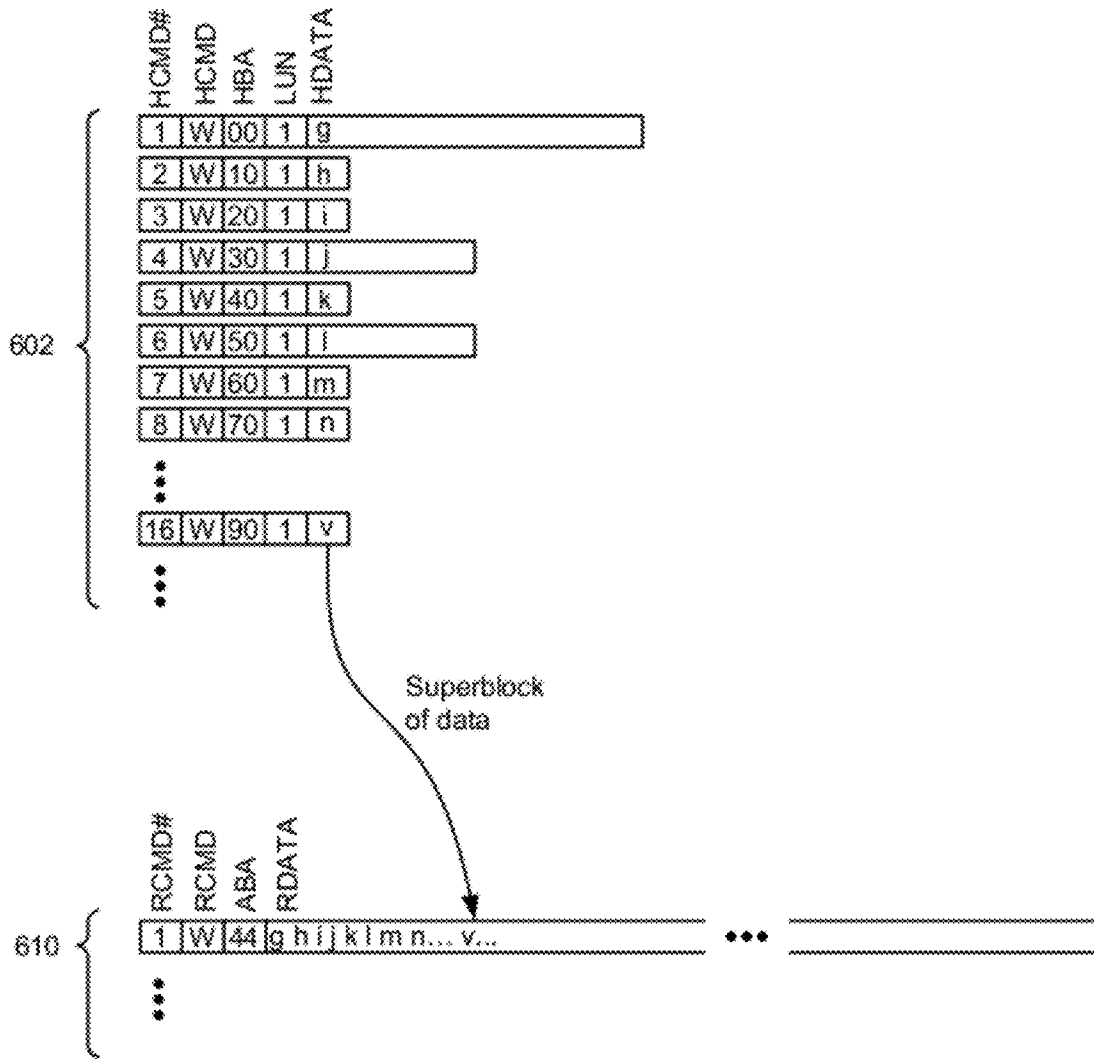 HCMD# HCMD HBA LUN HDATA
1 W 00 1 g
2 W 10 1 h
3 W 20 1 i
4 W 30 1 j
5 W 40 1 k
602
6 W 50 1 l
7 W 60 1 m
8 W 70 1 n
16 W 90 1 v
Superblock
of data
RCMD# RCMD ABA RDATA
610
1 W 44 g h i j k l m n... v...